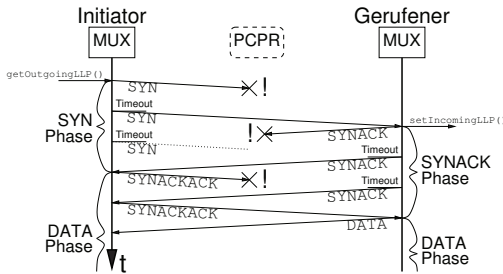 Initiator
Gerufener
MUX
PCPR
MUX
getOutgoingLLP()
SYN
!
Timeout
SYN
setIncomingLLP()
SYN
Phase
Timeout
SYN
!
SYNACK
Timeout
SYNACK
SYNACK
Phase
SYNACKACK
!
Timeout
SYNACK
SYNACKACK
DATA
DATA
Phase
DATA
Phase
t